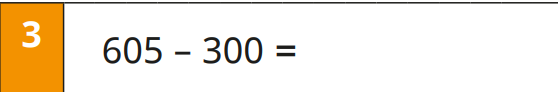 3
605 – 300 =